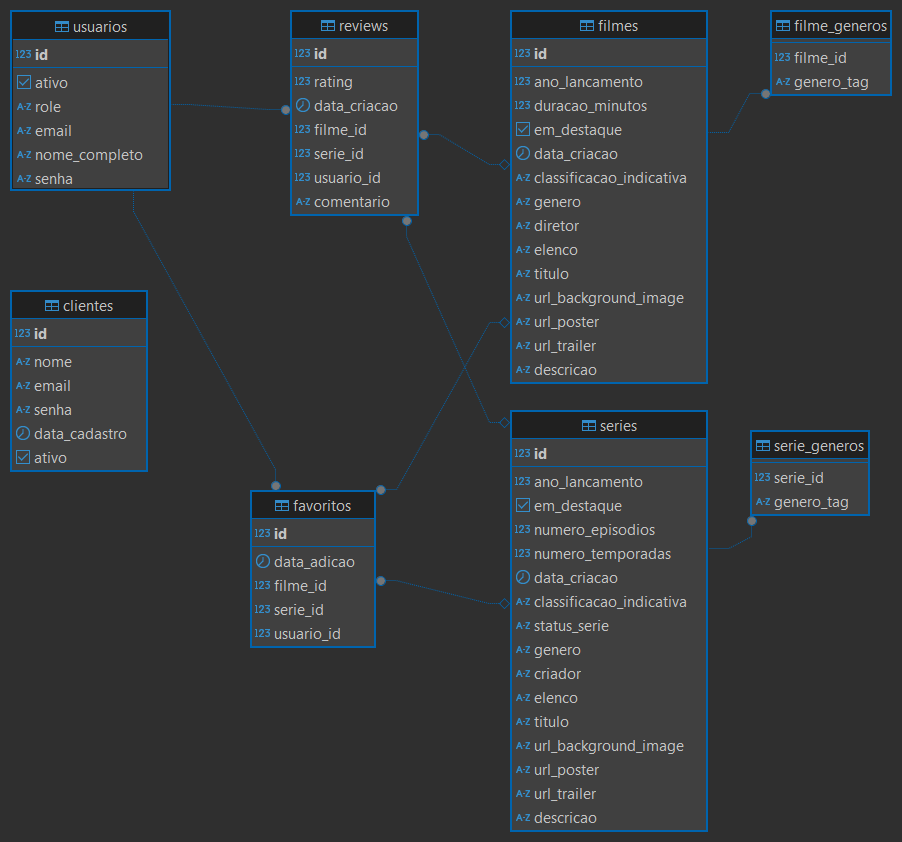 usuarios
123 id
ativo
A-Z role
A-Z email
A-Z nome_completo
A-Z senha
reviews
123 id
123 rating
data_criacao
123 filme_id
123 serie_id
123 usuario_id
A-Z comentario
filmes
123 id
123 ano_lancamento
123 duracao_minutos
em_destaque
data_criacao
A-Z classificacao_indicativa
A-Z genero
A-Z diretor
A-Z elenco
A-Z titulo
A-Z url_background_image
A-Z url_poster
A-Z url_trailer
A-Z descricao
filme_generos
123 filme_id
A-Z genero_tag
clientes
123 id
A-Z nome
A-Z email
A-Z senha
data_cadastro
ativo
favoritos
123 id
data_adicao
123 filme_id
123 serie_id
123 usuario_id
series
123 id
123 ano_lancamento
em_destaque
123 numero_episodios
123 numero_temporadas
data_criacao
A-Z classificacao_indicativa
A-Z status_serie
A-Z genero
A-Z criador
A-Z elenco
A-Z titulo
A-Z url_background_image
A-Z url_poster
A-Z url_trailer
A-Z descricao
serie_generos
123 serie_id
A-Z genero_tag